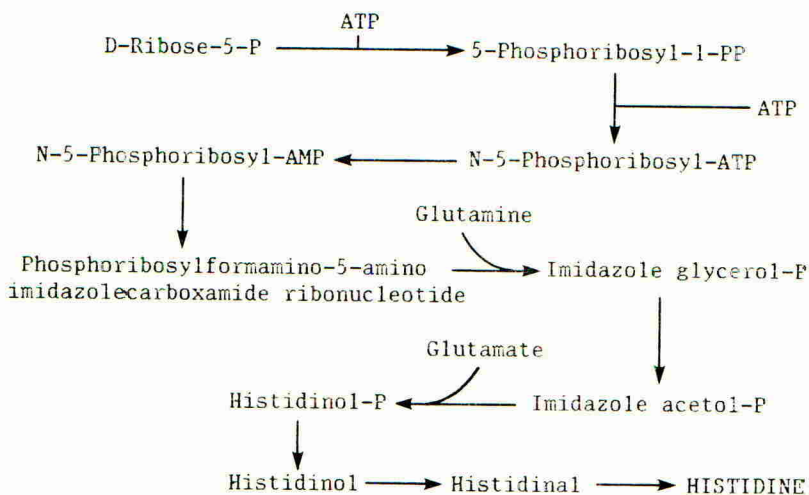 ATP
D-Ribose-5-P
5-Phosphoribosyl-1-PP
ATP
N-5-Phosphoribosyl-AMP
N-5-Phosphoribosyl-ATP
Glutamine
Phosphoribosylformamino-5-amino
imidazolecarboxamide ribonucleotide
Imidazole glycerol-P
Glutamate
Histidinol-P
Imidazole acetol-P
Histidinol
Histidinal
HISTIDINE